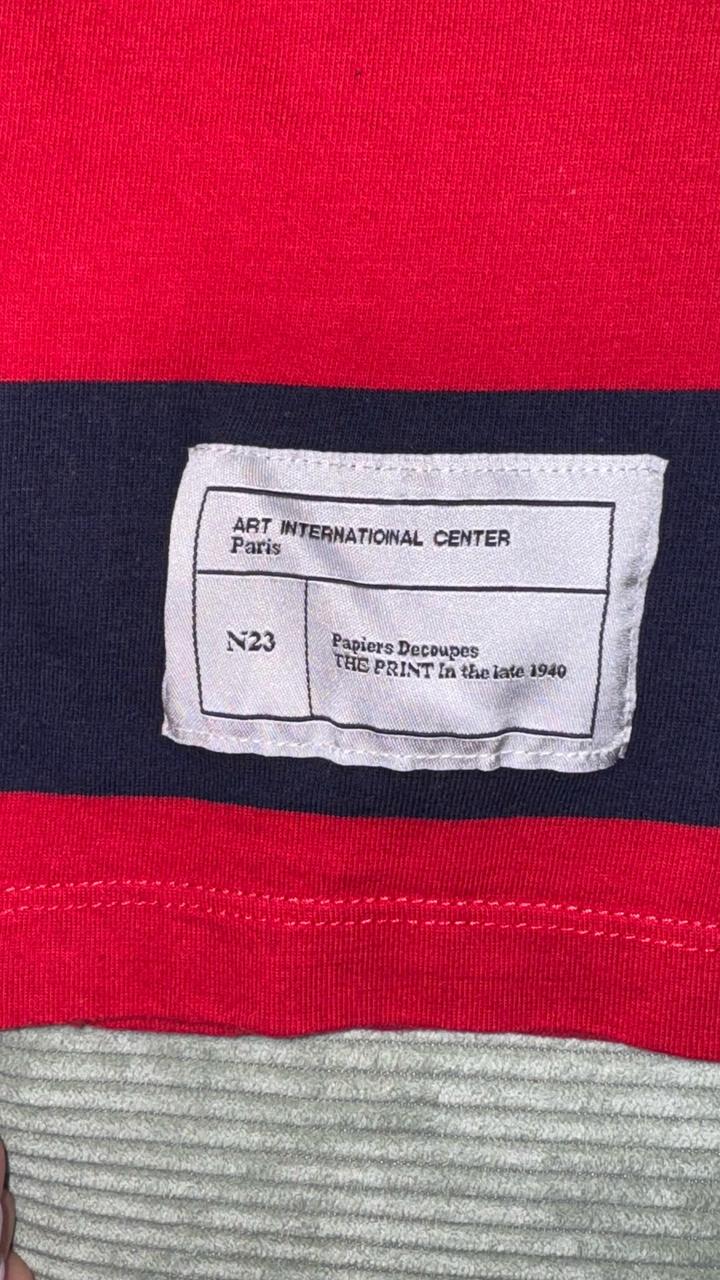 ART INTERNATIOINAL CENTER
Paris
N23
Papiers Decoupes
THE PRINT In the late 1940